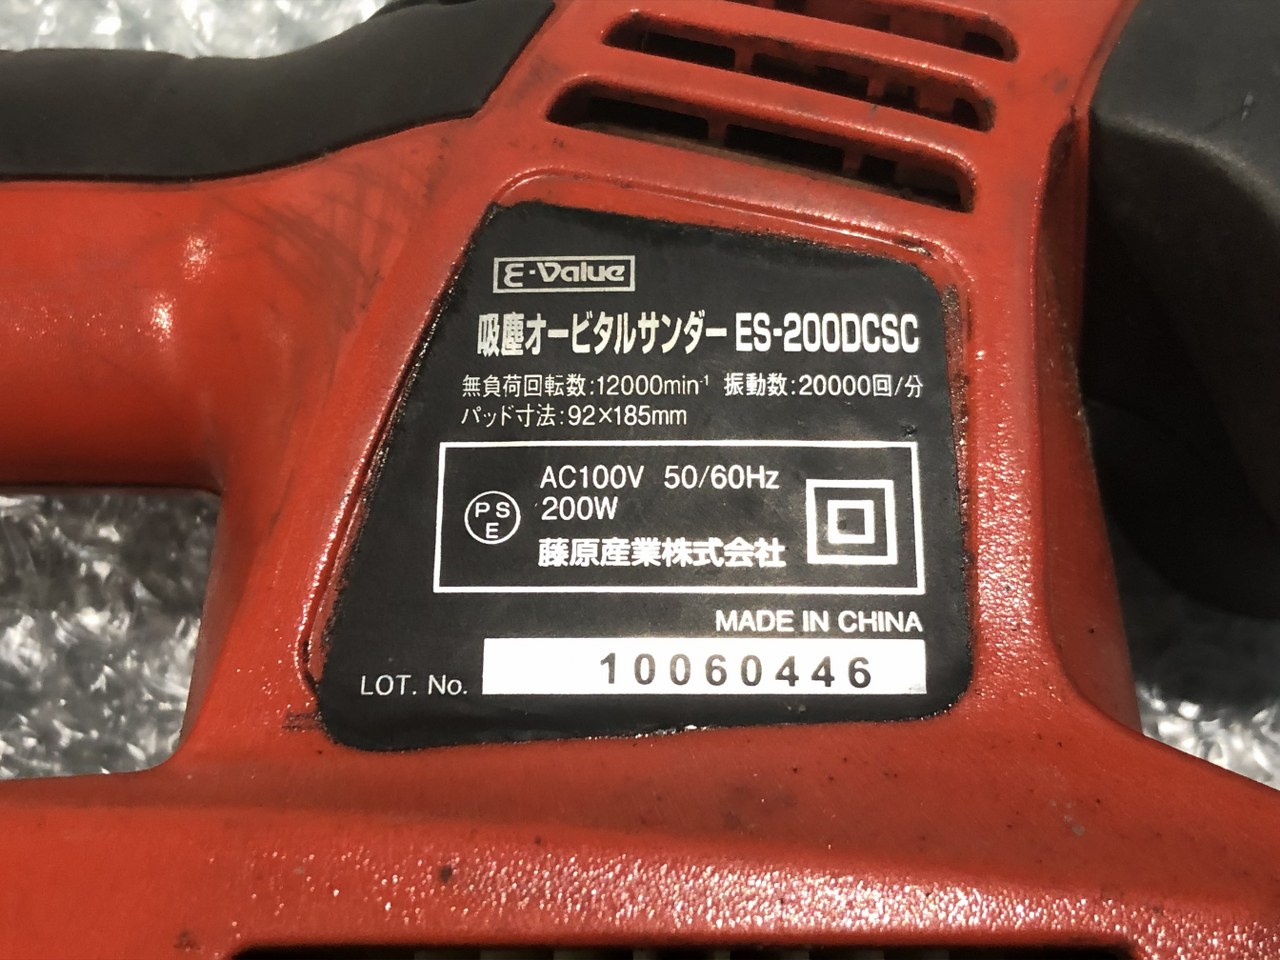 E-Value
吸塵オービタルサンダー ES-200DCSC
無負荷回転数:12000min⁻¹ 振動数:20000回/分
パッド寸法:92×185mm
AC100V 50/60Hz
PSE
200W
藤原産業株式会社
MADE IN CHINA
LOT. No. 10060446